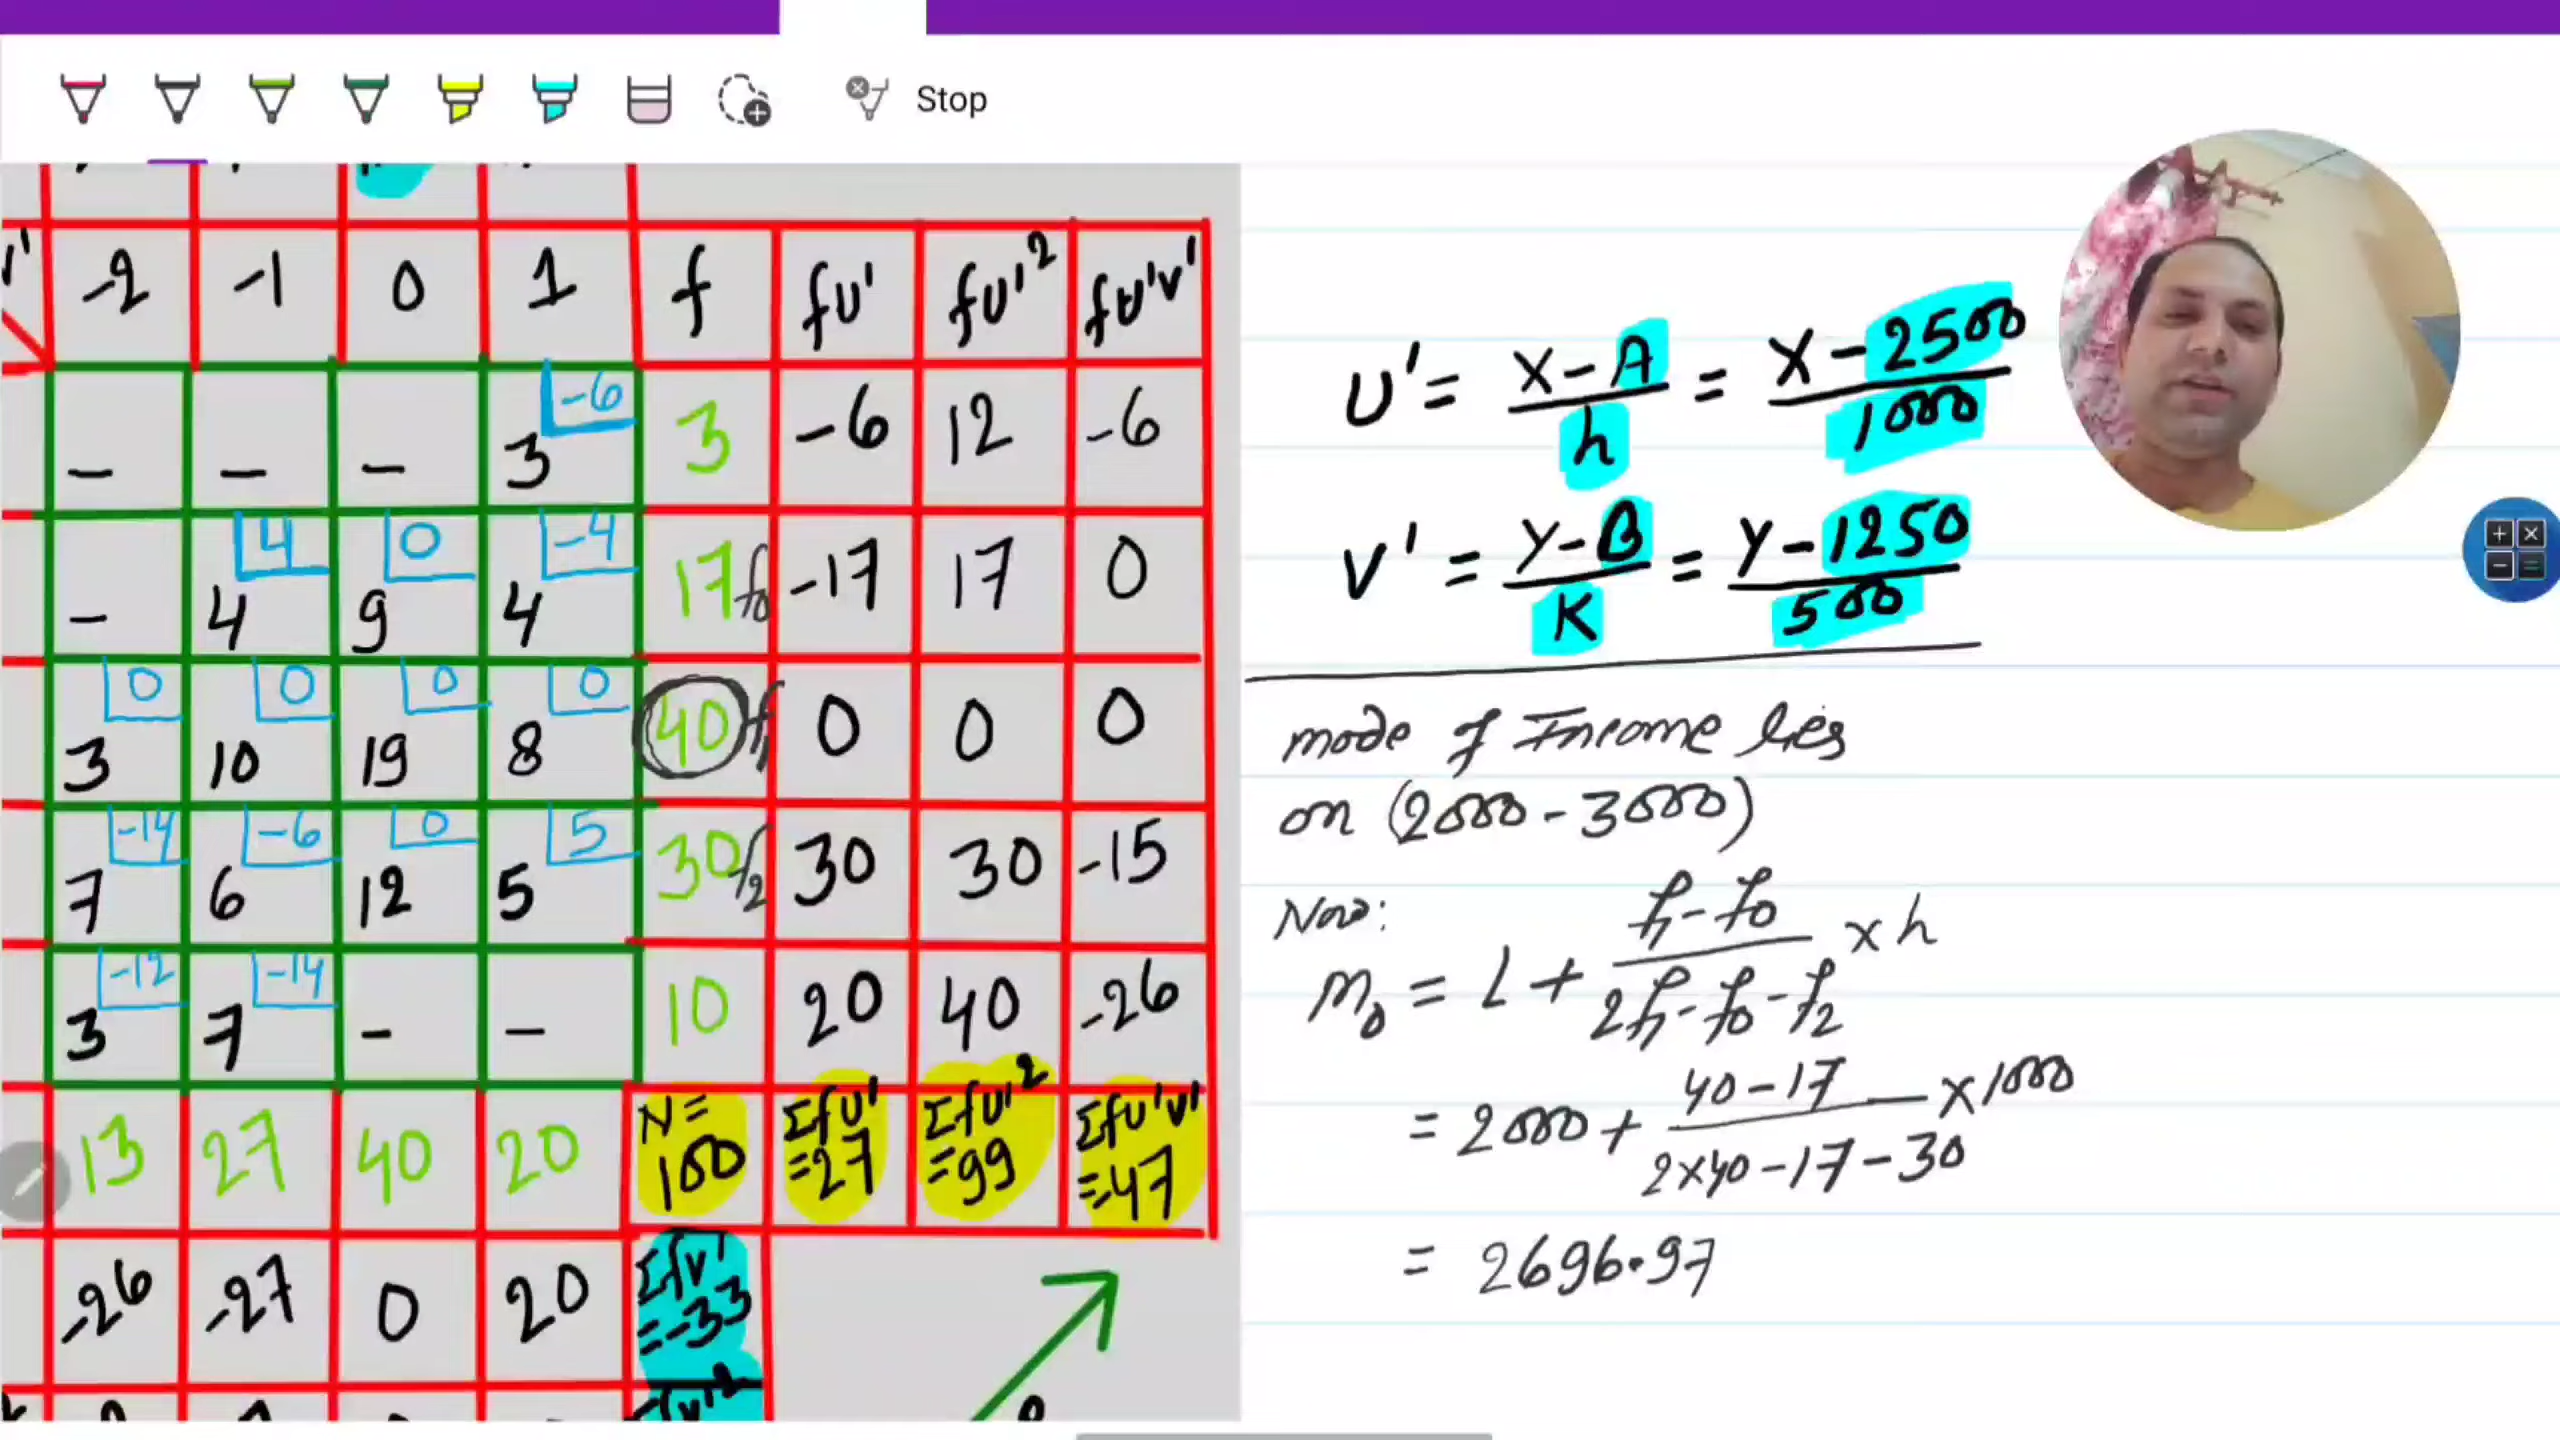 Stop
v' -2 -1 0 1 f fu' fu'² fu'v'
-6
- - - 3 3 -6 12 -6
4 0 -4
- 4 9 4 17 f0 -17 17 0
0 0 0 0
3 10 19 8 40 f1 0 0 0
-14 -6 0 5
7 6 12 5 30 f2 30 30 -15
-12 -14
3 7 - - 10 20 40 -26
13 27 40 20 N= 100 Σfu' =27 Σfu'² =99 Σfu'v' =-47
-26 -27 0 20 Σfv' =-33
U' = X-A / h = X-2500 / 1000
V' = Y-B / K = Y-1250 / 500
mode of Income lies
on (2000-3000)
Now:
M0 = L + f1-f0 / 2f1-f0-f2 × h
= 2000 + 40-17 / 2×40-17-30 ×1000
= 2696.97